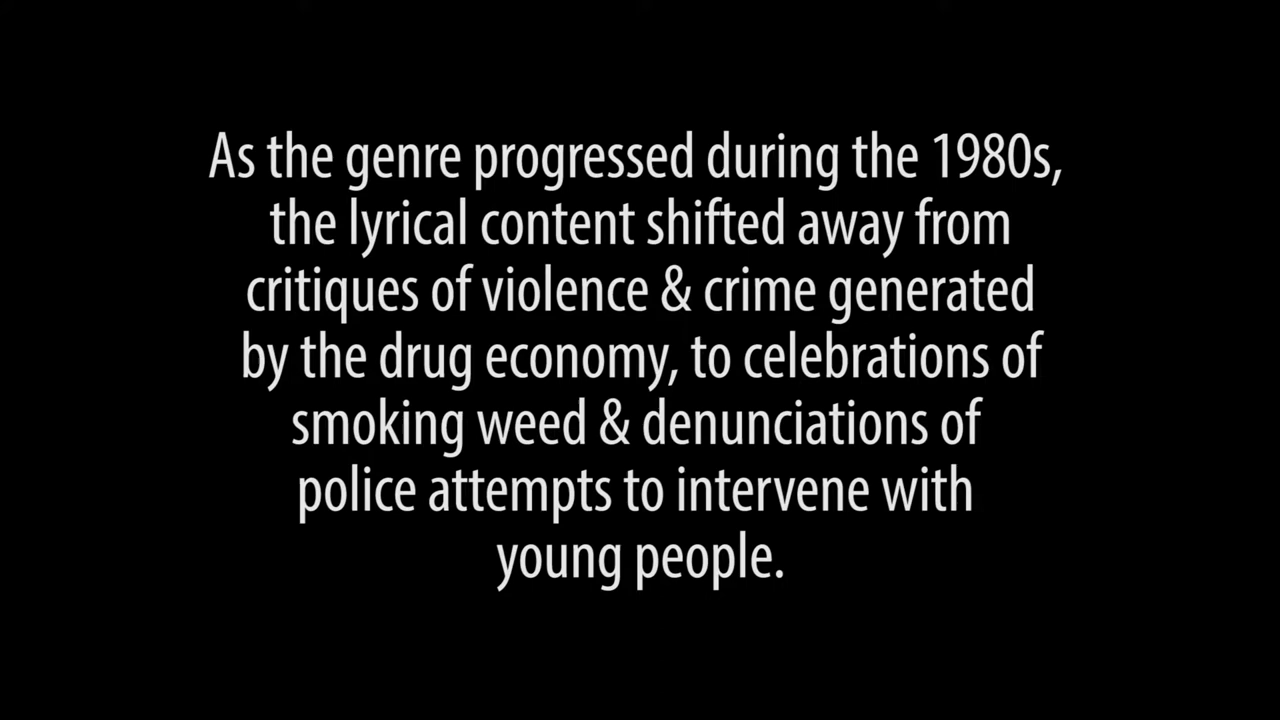 As the genre progressed during the 1980s,
the lyrical content shifted away from
critiques of violence & crime generated
by the drug economy, to celebrations of
smoking weed & denunciations of
police attempts to intervene with
young people.